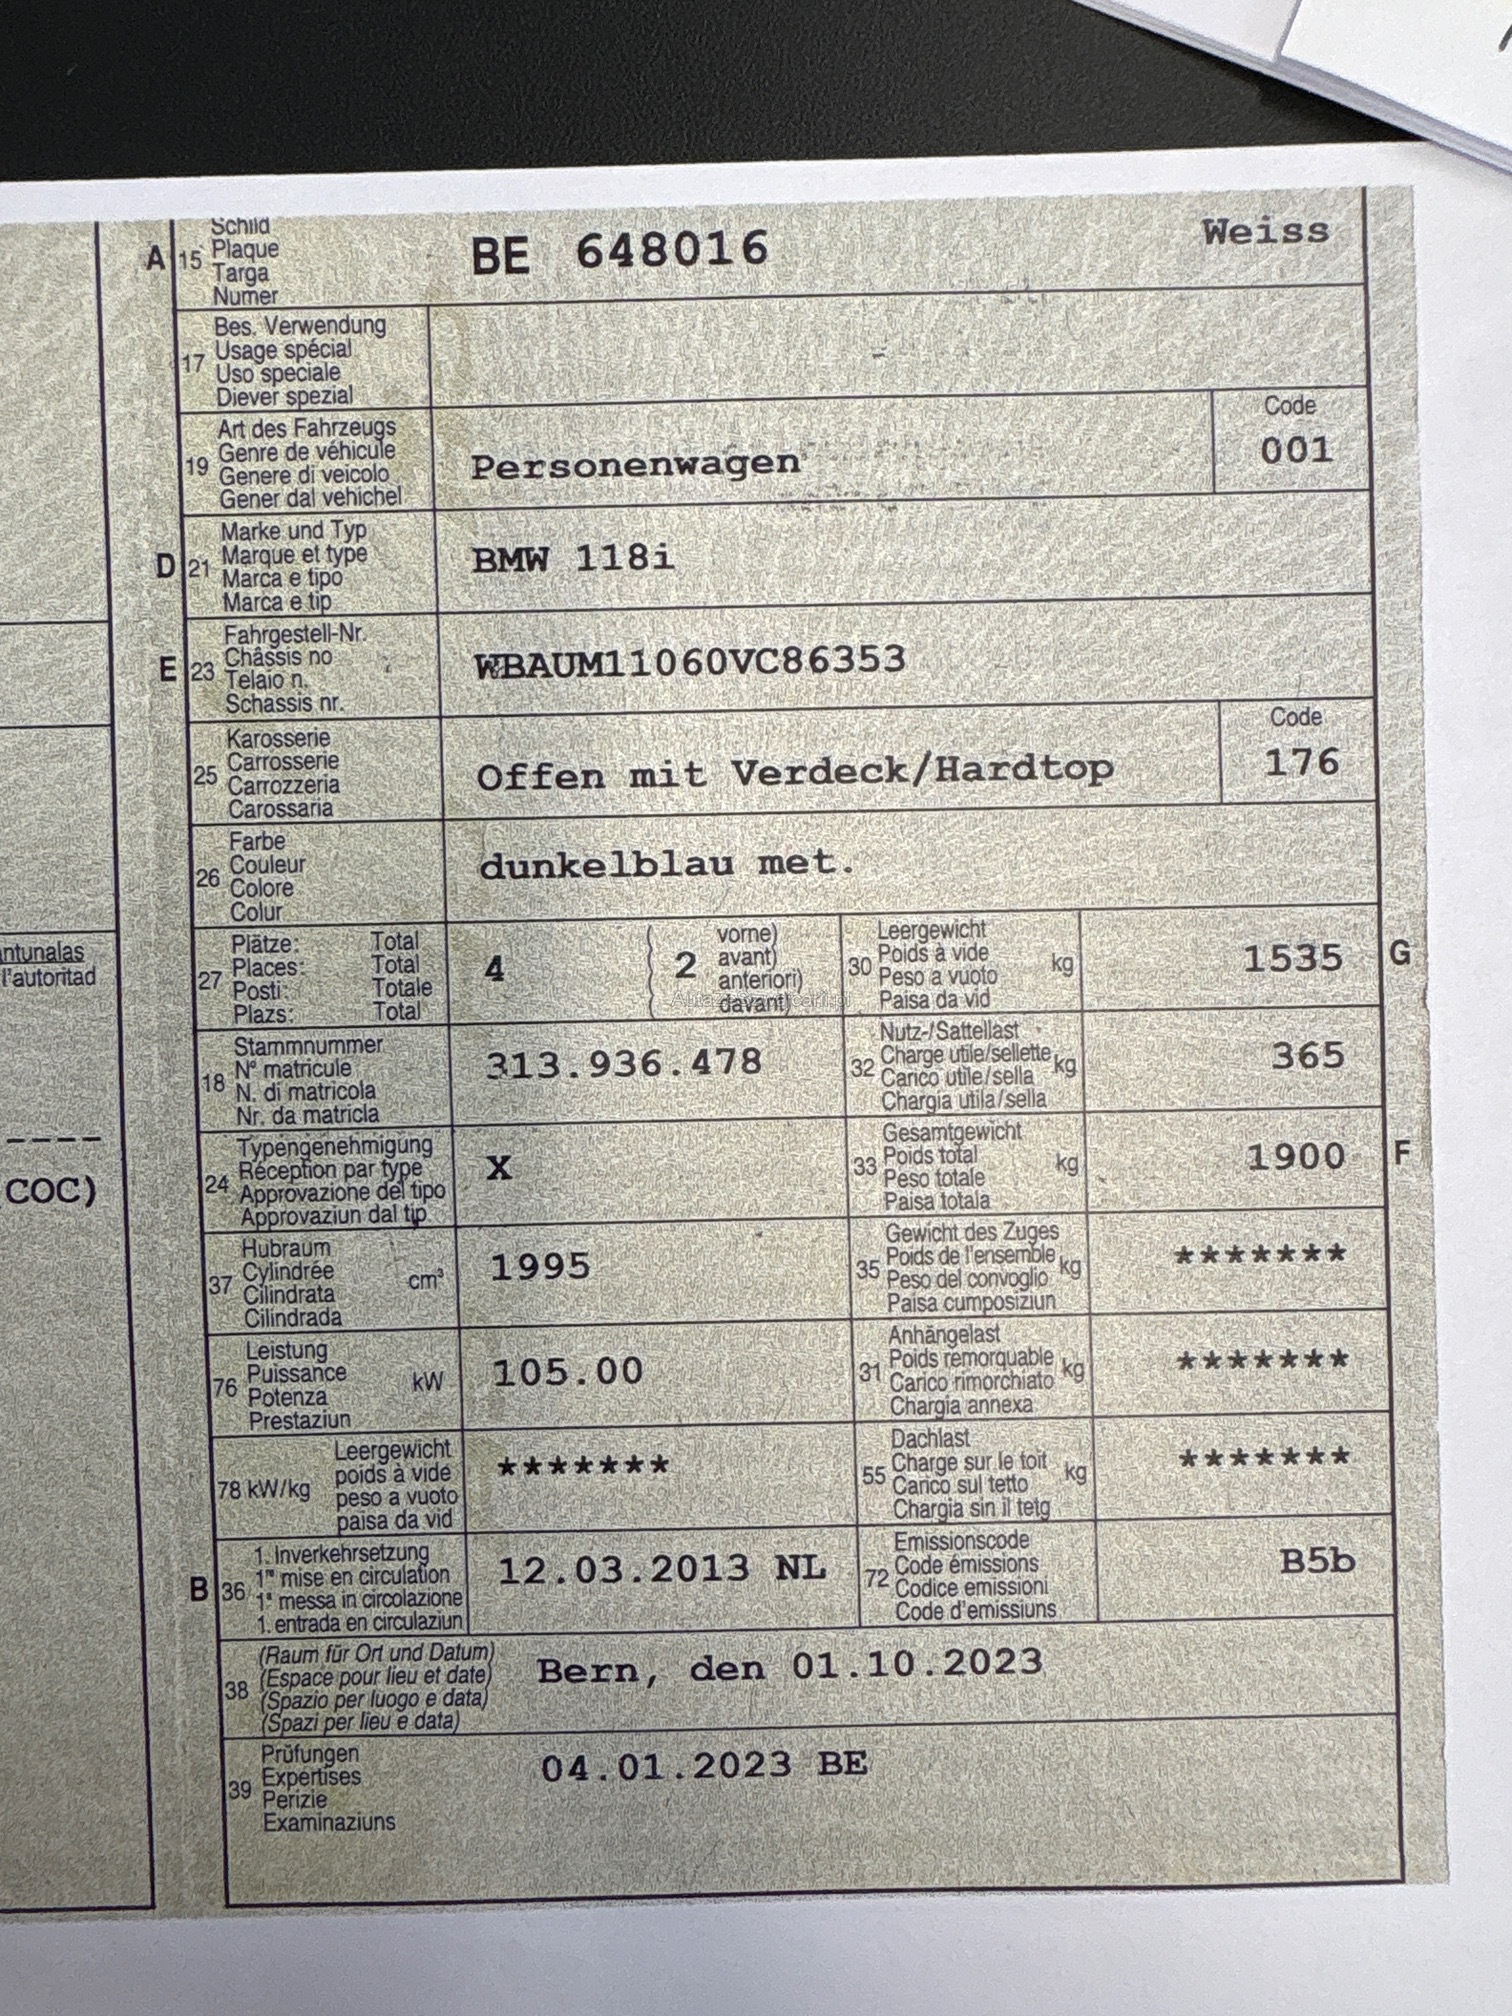 Schild
A 15 Plaque BE 648016 Weiss
Targa
Numer
Bes. Verwendung
17 Usage spécial
Uso speciale
Diever spezial
Art des Fahrzeugs Code
19 Genre de véhicule Personenwagen 001
Genere di veicolo
Gener dal vehichel
Marke und Typ
D 21 Marque et type BMW 118i
Marca e tipo
Marca e tip
Fahrgestell-Nr.
E 23 Châssis no WBAUM11060VC86353
Telaio n.
Schassis nr.
Karosserie Code
25 Carrosserie Offen mit Verdeck/Hardtop 176
Carrozzeria
Carossaria
Farbe
26 Couleur dunkelblau met.
Colore
Colur
ntunalas
l'autoritad
Plätze: Total ( vorne) Leergewicht
27 Places: Total 4 ( 2 avant) 30 Poids à vide kg 1535 G
Posti: Totale ( anteriori) Peso a vuoto
Plazs: Total ( davant) Paisa da vid
Stammnummer Nutz-/Sattellast
18 N° matricule 313.936.478 32 Charge utile/sellette kg 365
N. di matricola Carico utile/sella
Nr. da matricla Chargia utila/sella
----
COC)
Typengenehmigung Gesamtgewicht
24 Réception par type X 33 Poids total kg 1900 F
Approvazione del tipo Peso totale
Approvaziun dal tip Paisa totala
Hubraum Gewicht des Zuges
37 Cylindrée cm³ 1995 35 Poids de l'ensemble kg *******
Cilindrata Peso del convoglio
Cilindrada Paisa cumposiziun
Leistung Anhängelast
76 Puissance kW 105.00 31 Poids remorquable kg *******
Potenza Carico rimorchiato
Prestaziun Chargia annexa
Leergewicht Dachlast
78 kW/kg poids à vide ******* 55 Charge sur le toit kg *******
peso a vuoto Carico sul tetto
paisa da vid Chargia sin il tetg
1. Inverkehrsetzung Emissionscode
B 36 1re mise en circulation 12.03.2013 NL 72 Code émissions B5b
1a messa in circolazione Codice emissioni
1. entrada en circulaziun Code d'emissiuns
(Raum für Ort und Datum)
38 (Espace pour lieu et date) Bern, den 01.10.2023
(Spazio per luogo e data)
(Spazi per lieu e data)
Prüfungen
39 Expertises 04.01.2023 BE
Perizie
Examinaziuns